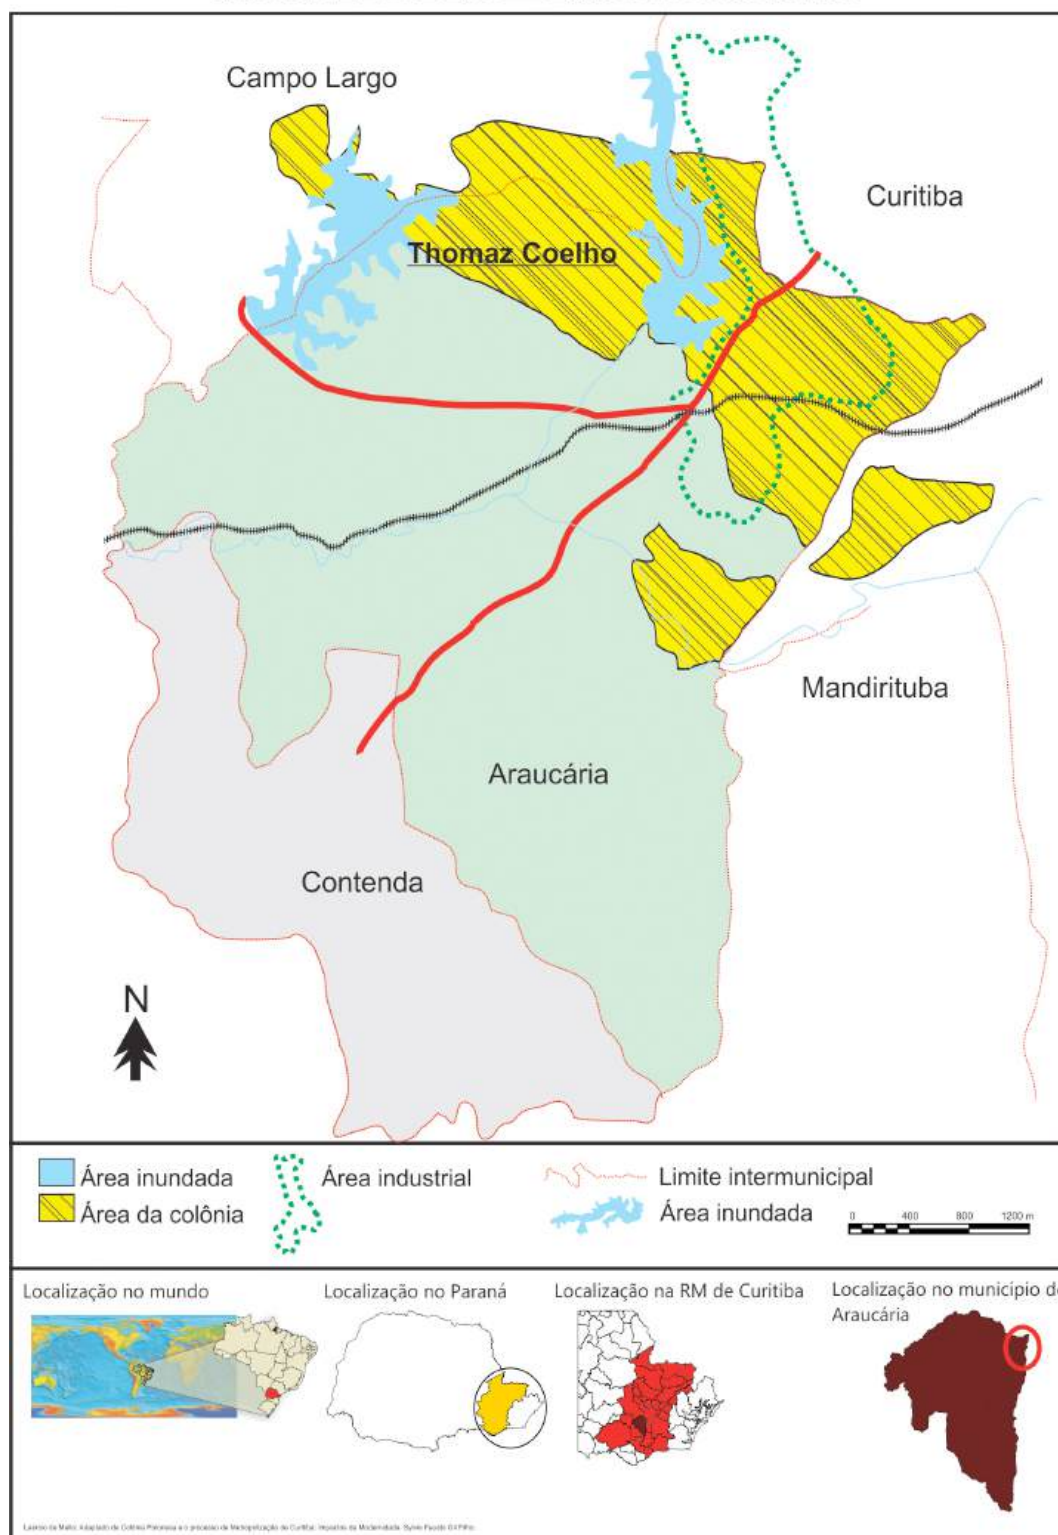 Campo Largo
Curitiba
Thomaz Coelho
Mandirituba
Araucária
Contenda
N
Área inundada
Área da colônia
Área industrial
Limite intermunicipal
Área inundada
0 400 800 1200 m
Localização no mundo
Localização no Paraná
Localização na RM de Curitiba
Localização no município
Araucária